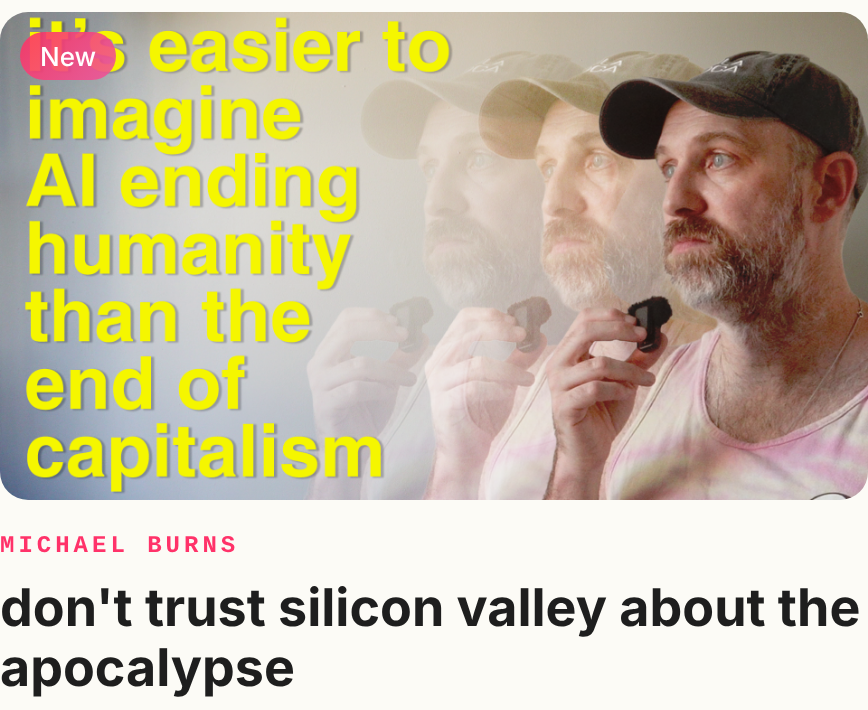 it's easier to
New
imagine
AI ending
humanity
than the
end of
capitalism
MICHAEL BURNS
don't trust silicon valley about the
apocalypse